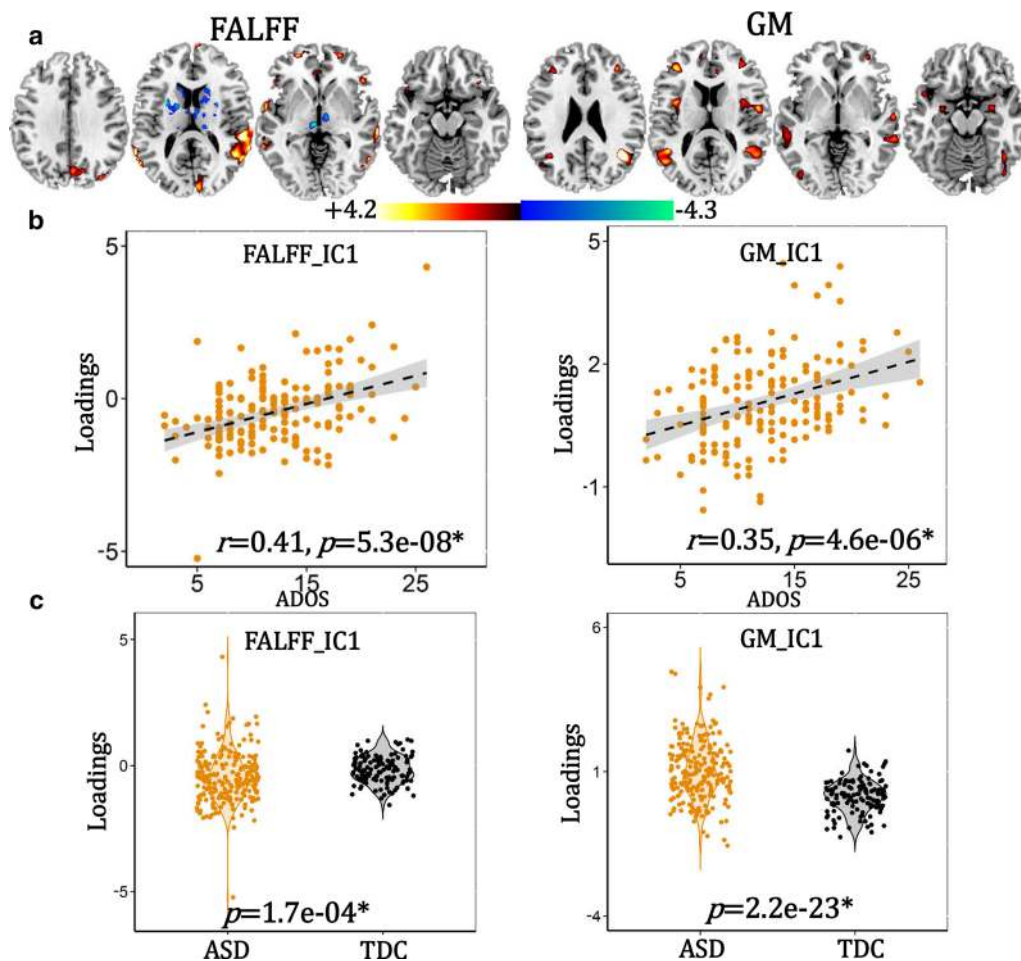 a
FALFF
GM
+4.2
-4.3
b
FALFF_IC1
5
0
-5
Loadings
r=0.41, p=5.3e-08*
5
15
25
ADOS
GM_IC1
5
2
-1
Loadings
r=0.35, p=4.6e-06*
5
15
25
ADOS
c
FALFF_IC1
5
0
-5
Loadings
p=1.7e-04*
ASD
TDC
GM_IC1
6
1
-4
Loadings
p=2.2e-23*
ASD
TDC